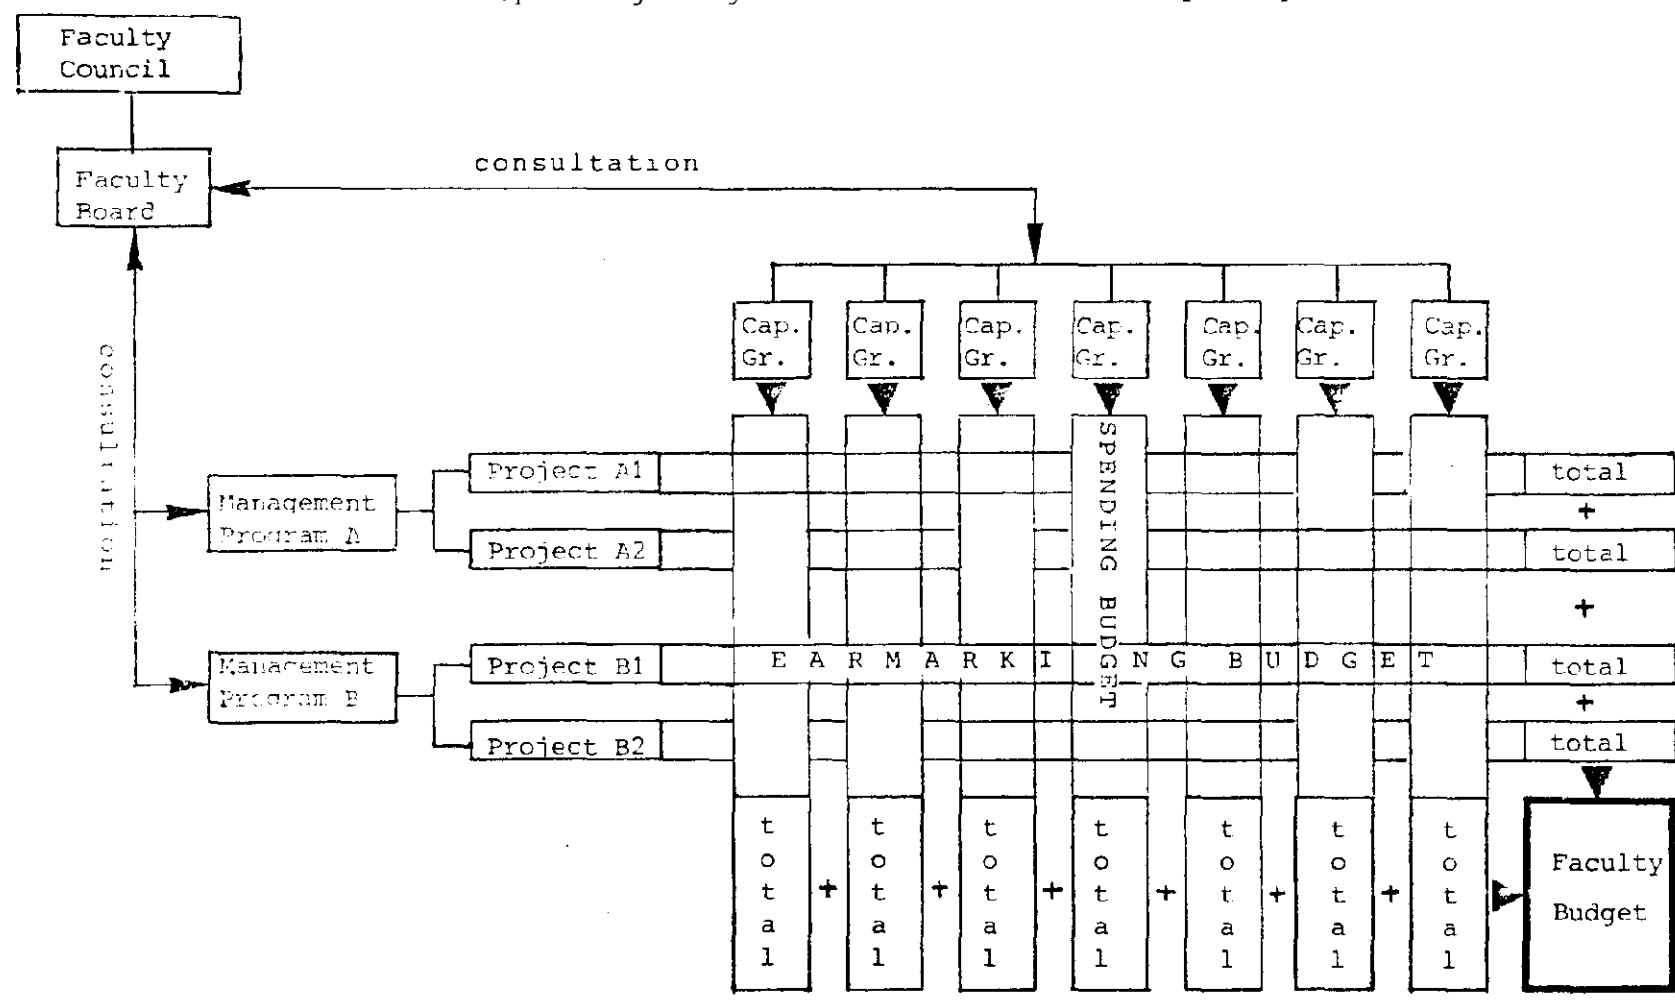 Faculty
Council
consultation
Faculty
Board
Cap.
Gr.
Cap.
Gr.
Cap.
Gr.
Cap.
Gr.
Cap.
Gr.
Cap.
Gr.
Cap.
Gr.
consultation
SPENDING BUDGET
Project A1
total
Management
Program A
+
Project A2
total
+
Management
Program B
Project B1
EARMARKING BUDGET
total
+
Project B2
total
total
+
total
+
total
+
total
+
total
+
total
+
total
Faculty
Budget